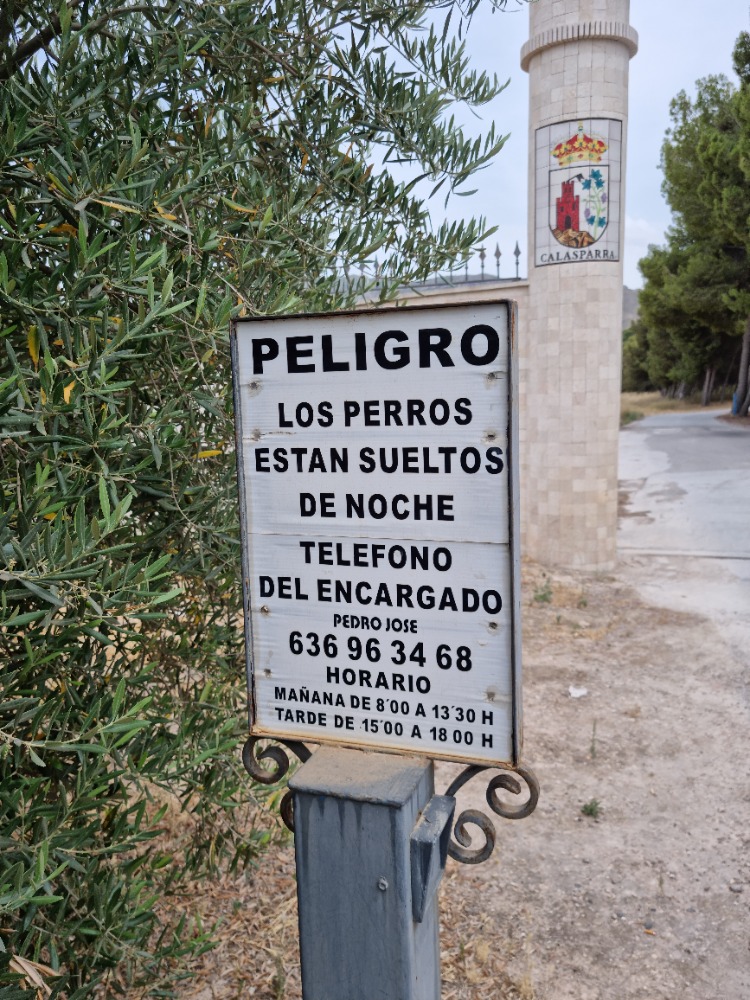 CALASPARRA
PELIGRO
LOS PERROS
ESTAN SUELTOS
DE NOCHE
TELEFONO
DEL ENCARGADO
PEDRO JOSE
636 96 34 68
HORARIO
MAÑANA DE 8´00 A 13´30 H
TARDE DE 15´00 A 18 00 H